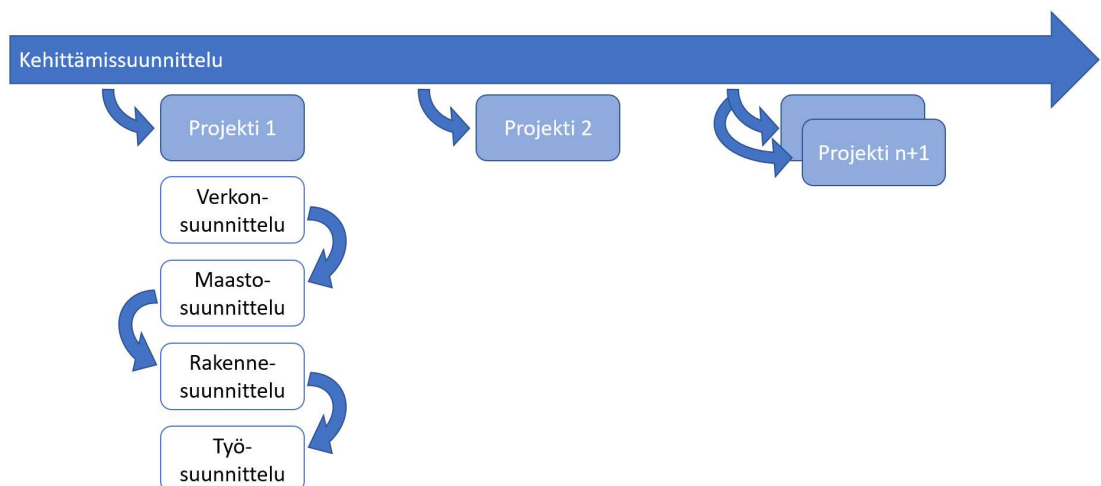 Kehittämissuunnittelu
Projekti 1
Projekti 2
Projekti n+1
Verkon-
suunnittelu
Maasto-
suunnittelu
Rakenne-
suunnittelu
Työ-
suunnittelu